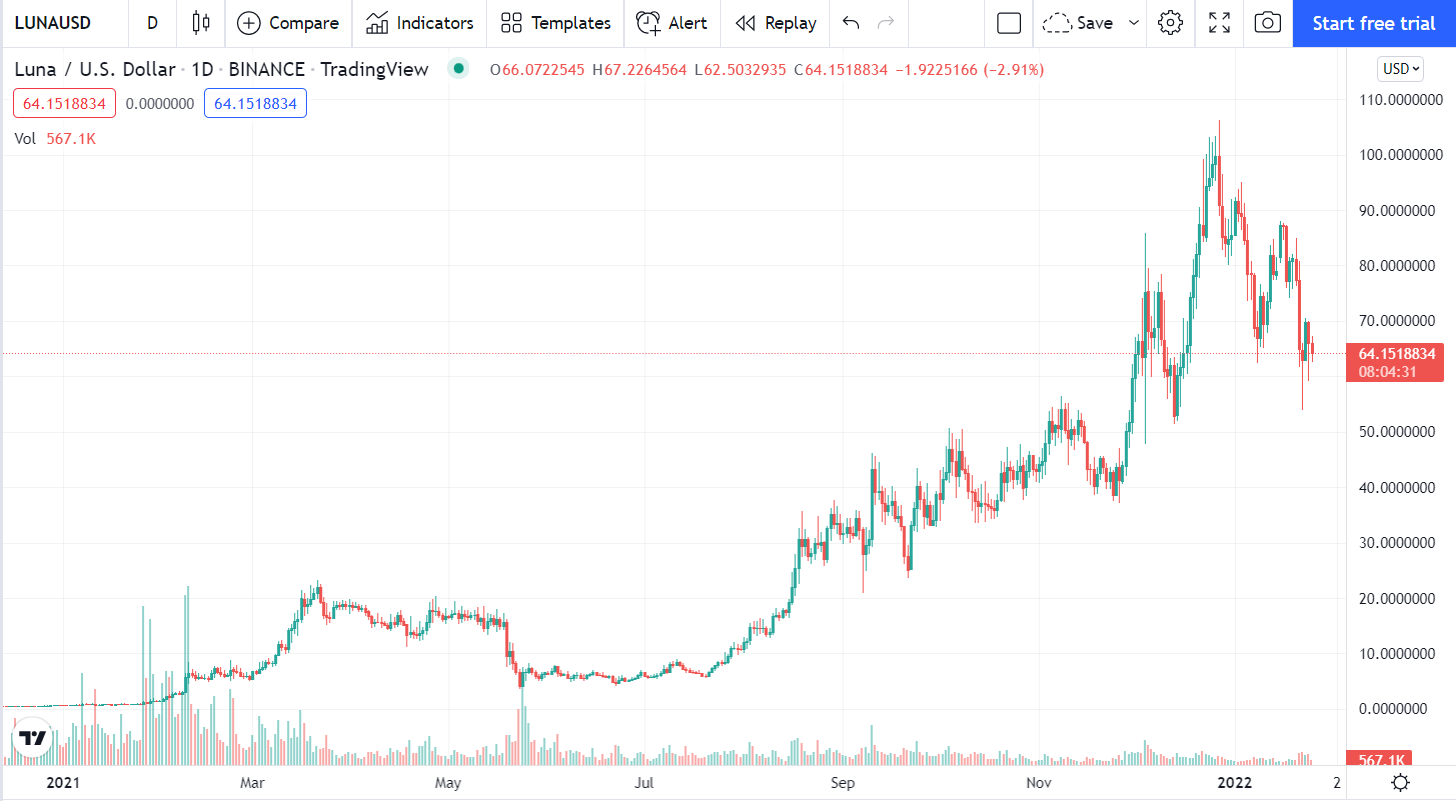 LUNAUSD D Compare Indicators Templates Alert Replay Save Start free trial
Luna / U.S. Dollar · 1D · BINANCE · TradingView O66.0722545 H67.2264564 L62.5032935 C64.1518834 −1.9225166 (−2.91%) USD
64.1518834 0.0000000 64.1518834
Vol 567.1K
110.0000000
100.0000000
90.0000000
80.0000000
70.0000000
64.1518834
08:04:31
50.0000000
40.0000000
30.0000000
20.0000000
10.0000000
0.0000000
567.1K
2021 Mar May Jul Sep Nov 2022 2